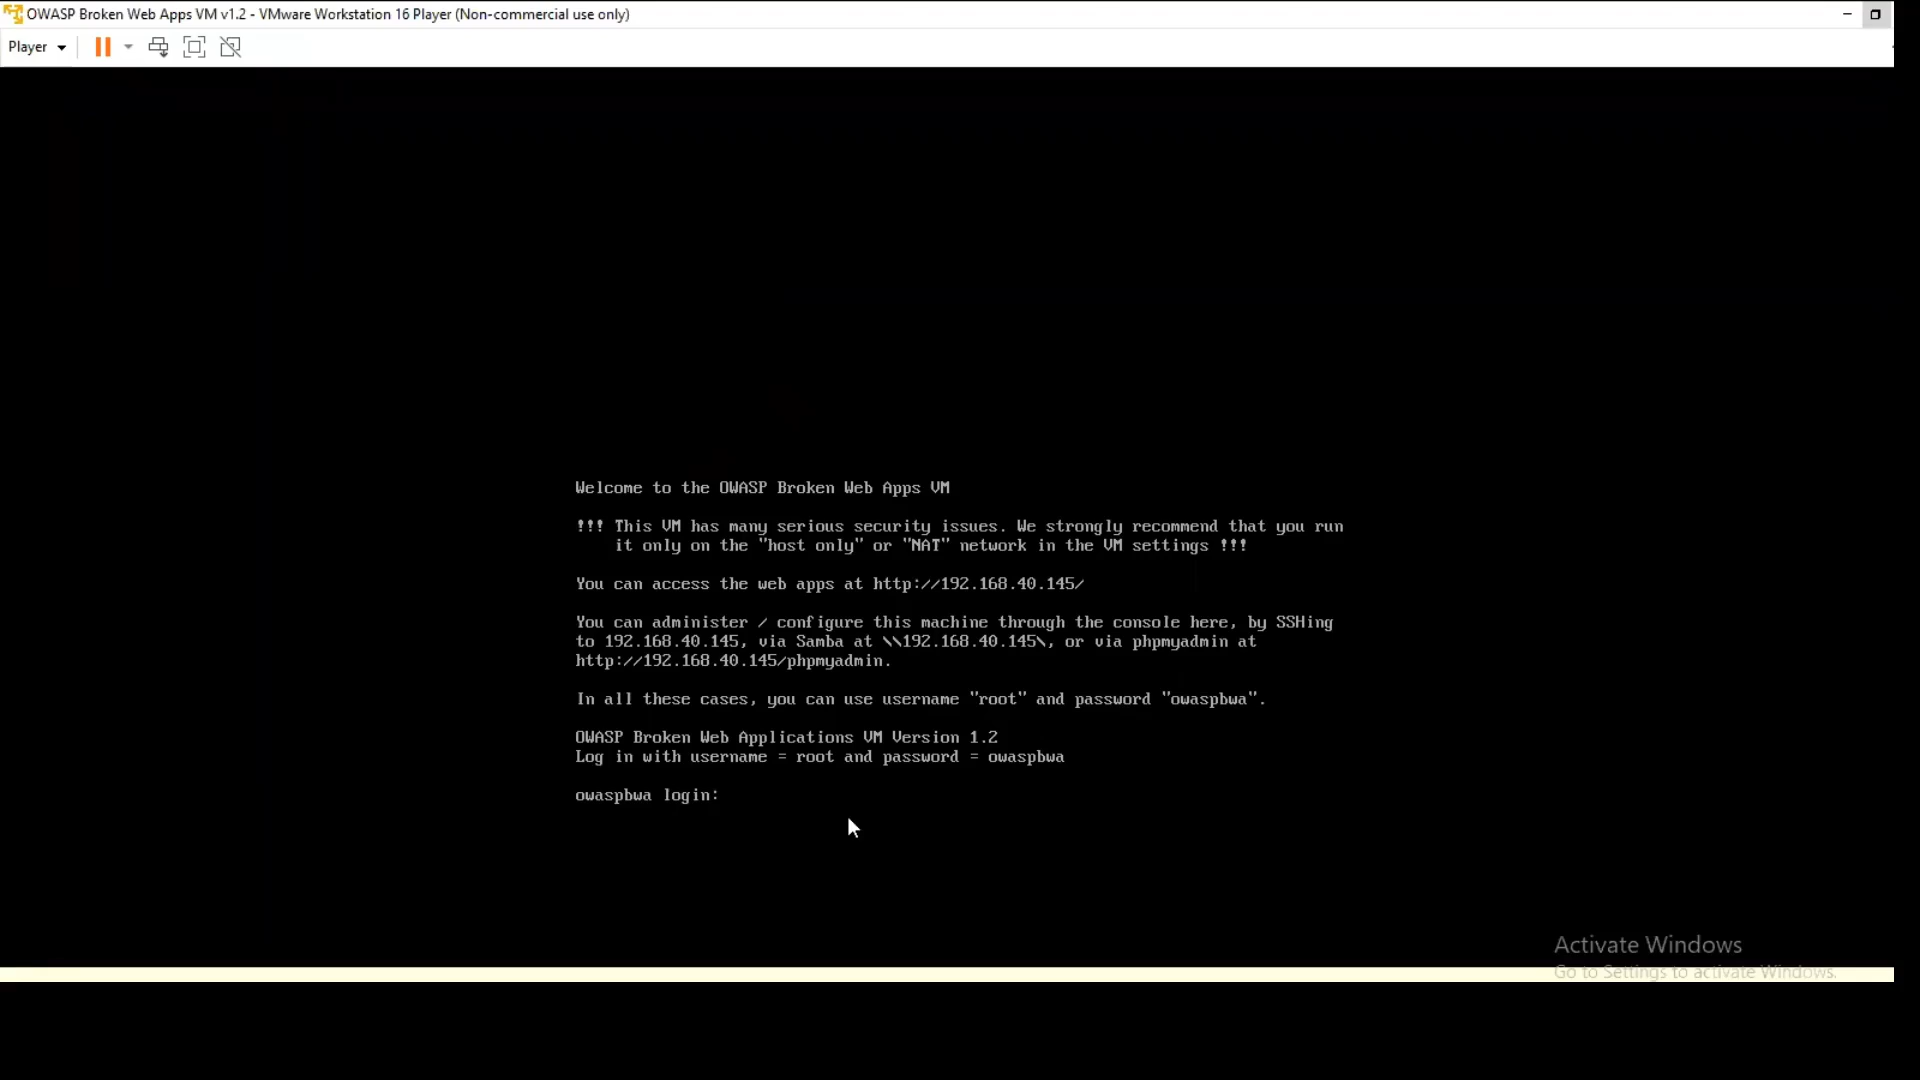 OWASP Broken Web Apps VM v1.2 - VMware Workstation 16 Player (Non-commercial use only)
Player
Welcome to the OWASP Broken Web Apps VM
!!! This VM has many serious security issues. We strongly recommend that you run
it only on the "host only" or "NAT" network in the VM settings !!!
You can access the web apps at http://192.168.40.145/
You can administer / configure this machine through the console here, by SSHing
to 192.168.40.145, via Samba at \\192.168.40.145\, or via phpmyadmin at
http://192.168.40.145/phpmyadmin.
In all these cases, you can use username "root" and password "owaspbwa".
OWASP Broken Web Applications VM Version 1.2
Log in with username = root and password = owaspbwa
owaspbwa login:
Activate Windows
Go to Settings to activate Windows.